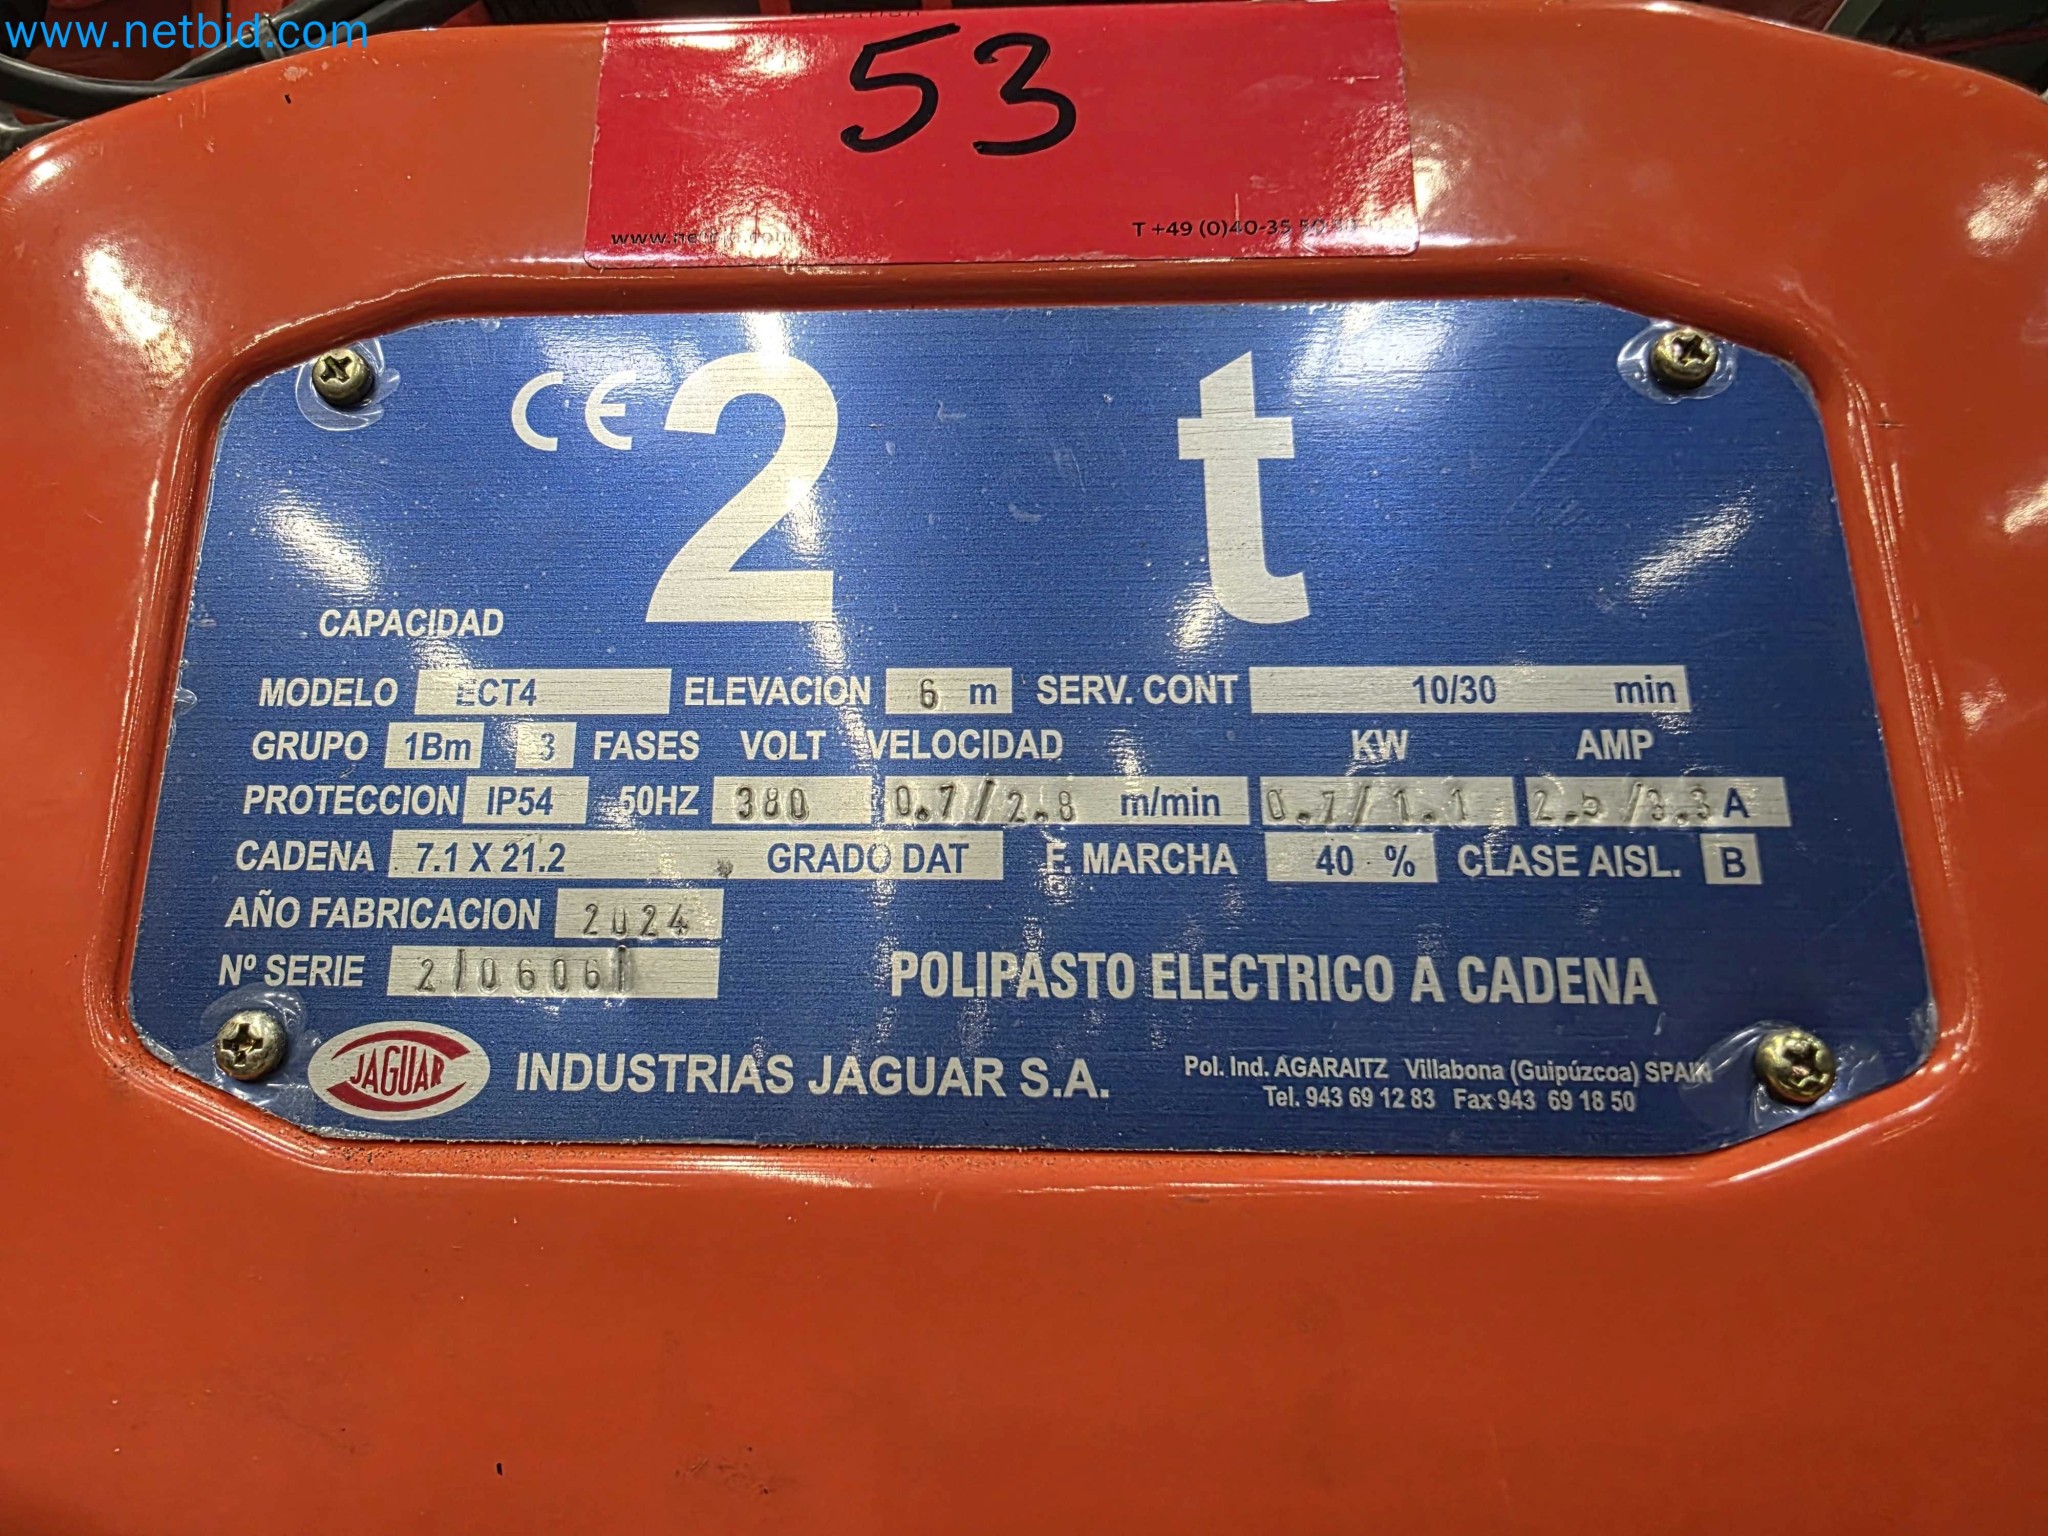 www.netbid.com
53
www.netbid.com
T +49 (0)40-35 50
CE 2 t
CAPACIDAD
MODELO ECT4 ELEVACION 6 m SERV. CONT 10/30 min
GRUPO 1Bm 3 FASES VOLT VELOCIDAD KW AMP
PROTECCION IP54 50HZ 380 0.7/2.8 m/min 0.7/1.1 2.5/3.3 A
CADENA 7.1 X 21.2 GRADO DAT F. MARCHA 40 % CLASE AISL. B
AÑO FABRICACION 2024
Nº SERIE
POLIPASTO ELECTRICO A CADENA
JAGUAR INDUSTRIAS JAGUAR S.A.
Pol. Ind. AGARAITZ Villabona (Guipúzcoa) SPAIN
Tel. 943 69 12 83 Fax 943 69 18 50